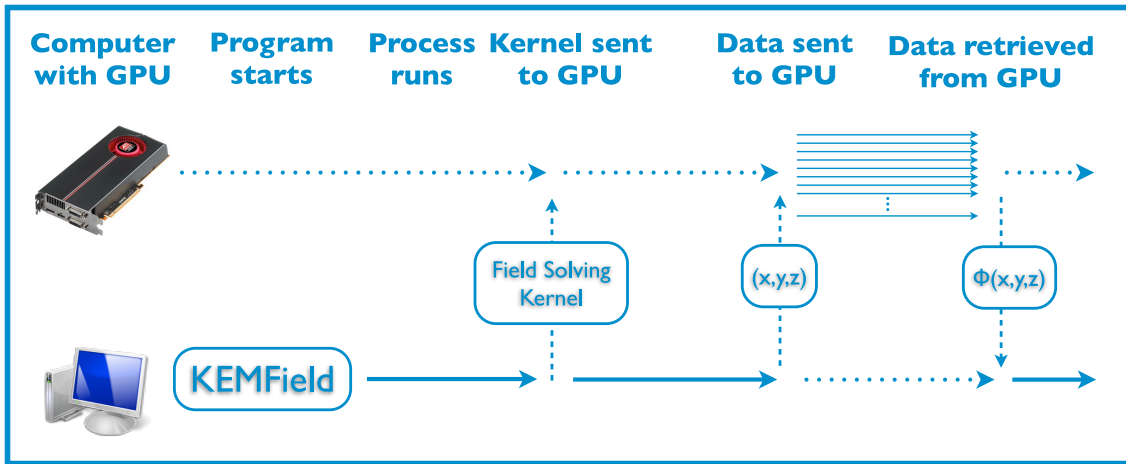 Computer
with GPU
Program
starts
Process
runs
Kernel sent
to GPU
Data sent
to GPU
Data retrieved
from GPU
Field Solving
Kernel
(x,y,z)
Φ(x,y,z)
KEMField